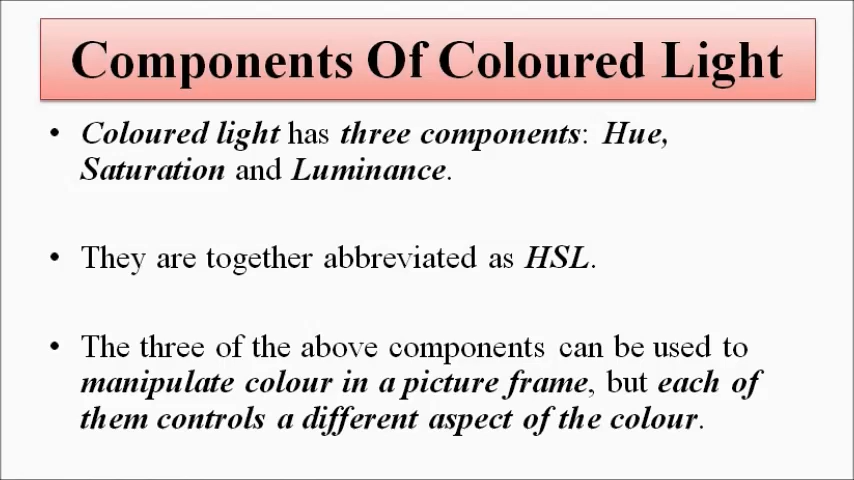 Components Of Coloured Light
• Coloured light has three components: Hue,
Saturation and Luminance.
• They are together abbreviated as HSL.
• The three of the above components can be used to
manipulate colour in a picture frame, but each of
them controls a different aspect of the colour.